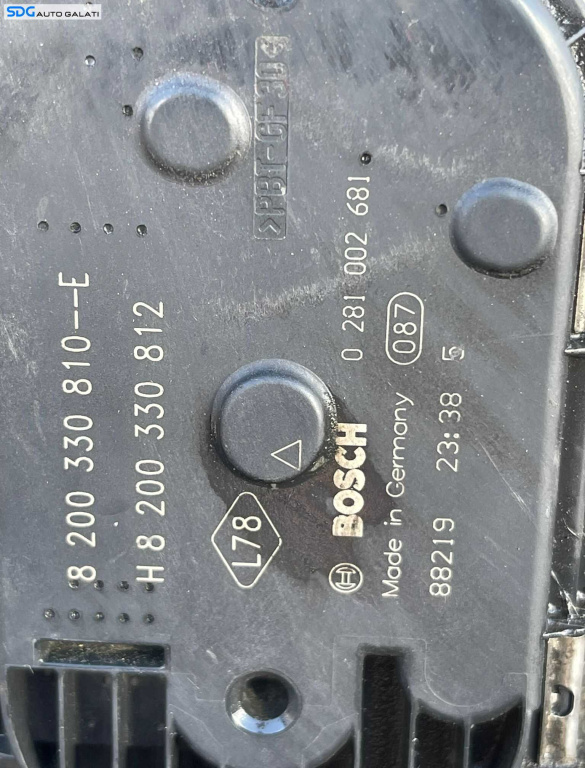 SDG AUTO GALATI
8 200 330 810--E
H 8 200 330 812
>PBT-GF30<
L78
0 281 002 681
BOSCH
087
Made in Germany
88219 23:38 5